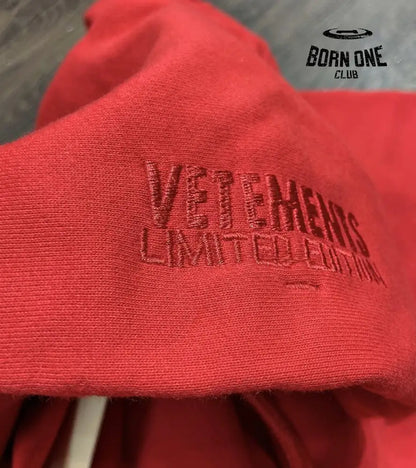 BORN ONE
CLUB
VETEMENTS
LIMITED EDITION